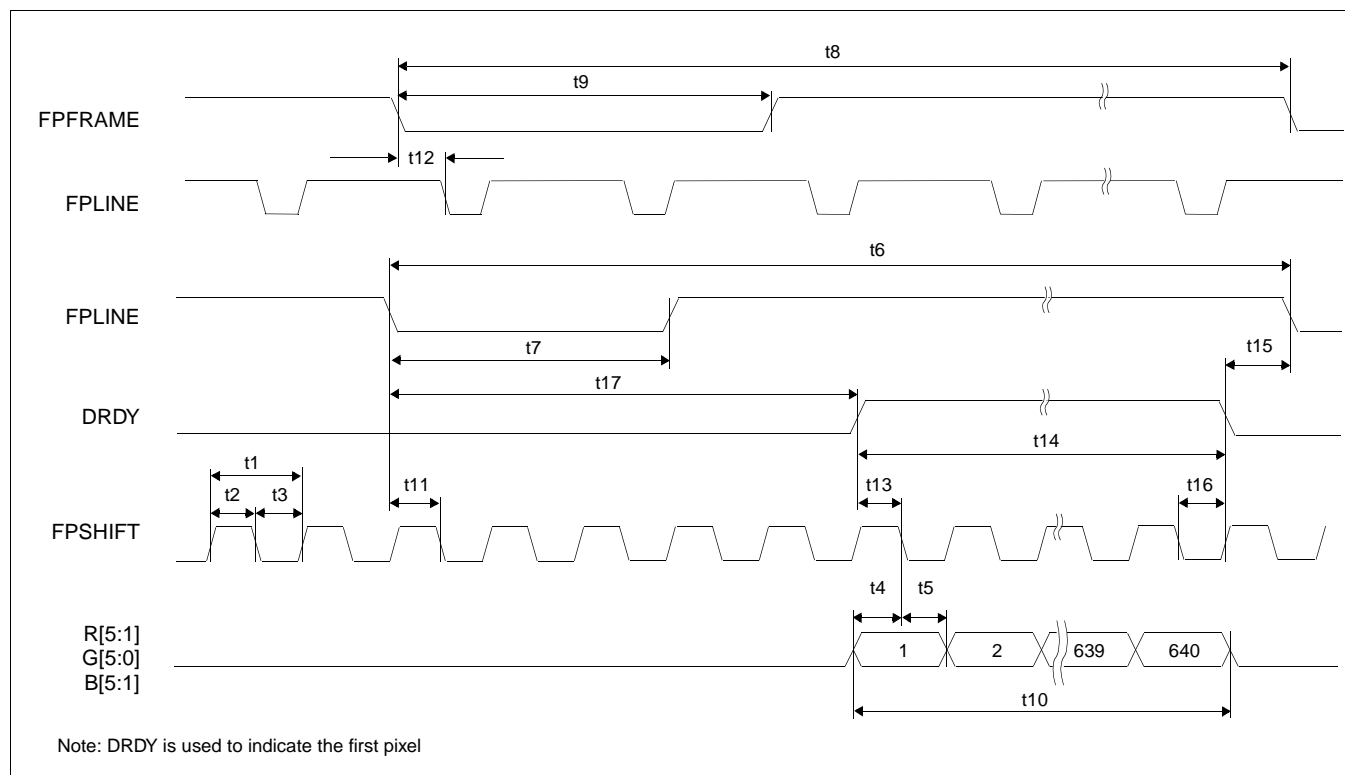 t8
t9
FPFRAME
t12
FPLINE
t6
FPLINE
t7
t15
t17
DRDY
t1
t14
t2
t3
t11
t13
t16
FPSHIFT
t4
t5
R[5:1]
G[5:0]
B[5:1]
1
2
639
640
t10
Note: DRDY is used to indicate the first pixel